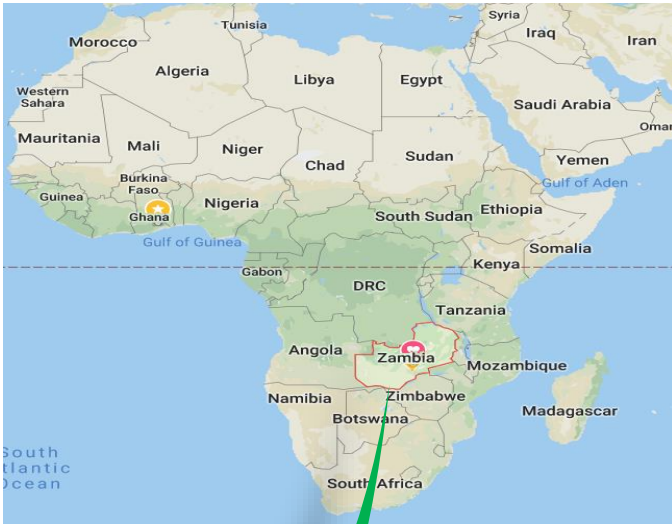 Syria
Tunisia
Morocco
Iraq
Iran
Algeria
Libya
Egypt
Western
Sahara
Saudi Arabia
Oman
Mauritania
Mali
Niger
Chad
Sudan
Yemen
Burkina
Faso
Gulf of Aden
Guinea
Nigeria
Ghana
South Sudan
Ethiopia
Gulf of Guinea
Somalia
Kenya
Gabon
DRC
Tanzania
Angola
Zambia
Mozambique
Namibia
Zimbabwe
Botswana
Madagascar
South
tlantic
Ocean
South Africa